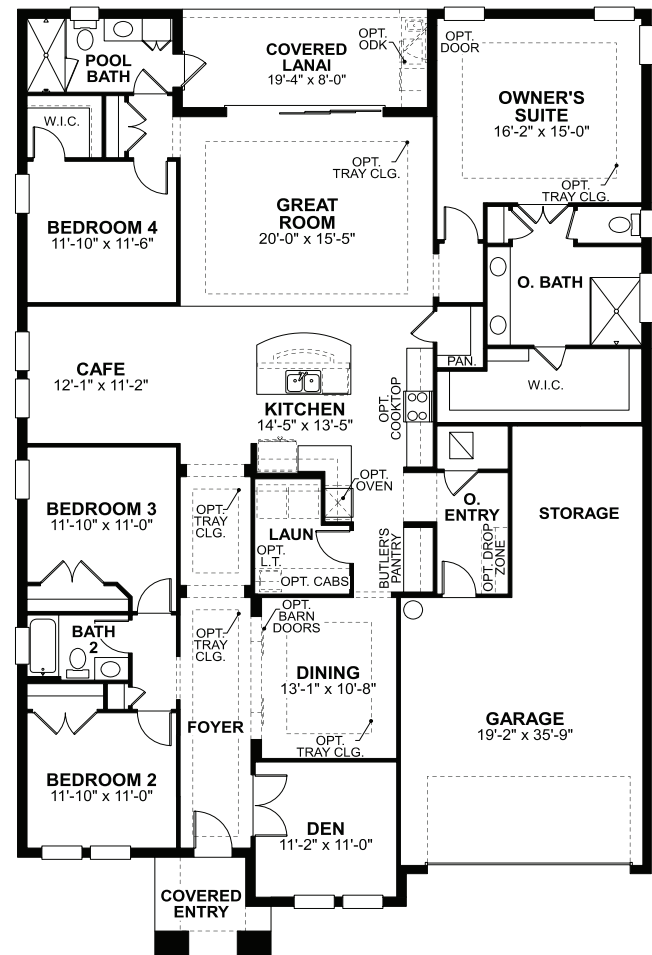 POOL
BATH
COVERED
LANAI
19'-4" x 8'-0"
OPT.
ODK
OPT.
DOOR
OWNER'S
SUITE
16'-2" x 15'-0"
OPT.
TRAY CLG.
W.I.C.
OPT.
TRAY CLG.
BEDROOM 4
11'-10" x 11'-6"
GREAT
ROOM
20'-0" x 15'-5"
O. BATH
CAFE
12'-1" x 11'-2"
PAN.
W.I.C.
KITCHEN
14'-5" x 13'-5"
OPT.
COOKTOP
OPT.
OVEN
BEDROOM 3
11'-10" x 11'-0"
OPT.
TRAY
CLG.
LAUN
OPT.
L.T.
OPT. CABS
BUTLER'S
PANTRY
O.
ENTRY
OPT. DROP
ZONE
STORAGE
BATH
2
OPT.
TRAY
CLG.
OPT.
BARN
DOORS
DINING
13'-1" x 10'-8"
OPT.
TRAY CLG.
FOYER
GARAGE
19'-2" x 35'-9"
BEDROOM 2
11'-10" x 11'-0"
DEN
11'-2" x 11'-0"
COVERED
ENTRY